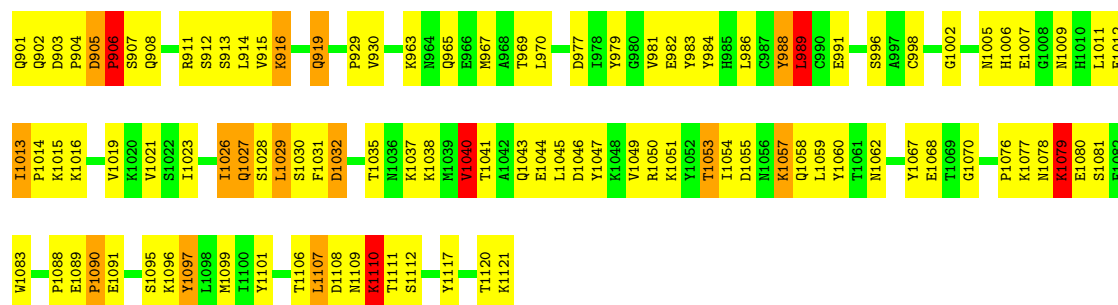 Q901 Q902 D903 P904 D905 P906 S907 Q908 R911 S912 S913 L914 V915 K916 Q919 P929 V930 K963 N964 Q965 E966 M967 A968 T969 L970 D977 I978 Y979 G980 V981 E982 Y983 Y984 H985 L986 C987 Y988 L989 C990 E991 S996 A997 C998 G1002 N1005 H1006 E1007 G1008 N1009 H1010 L1011
I1013 P1014 K1015 K1016 V1019 K1020 V1021 S1022 I1023 I1026 Q1027 S1028 L1029 S1030 F1031 D1032 T1035 N1036 K1037 K1038 M1039 V1040 T1041 A1042 Q1043 E1044 L1045 D1046 Y1047 K1048 V1049 R1050 K1051 Y1052 T1053 I1054 D1055 N1056 K1057 Q1058 L1059 Y1060 T1061 N1062 Y1067 E1068 T1069 G1070 P1076 K1077 N1078 K1079 E1080 S1081
W1083 P1088 E1089 P1090 E1091 S1095 K1096 Y1097 L1098 M1099 I1100 Y1101 T1106 L1107 D1108 N1109 K1110 T1111 S1112 Y1117 T1120 K1121